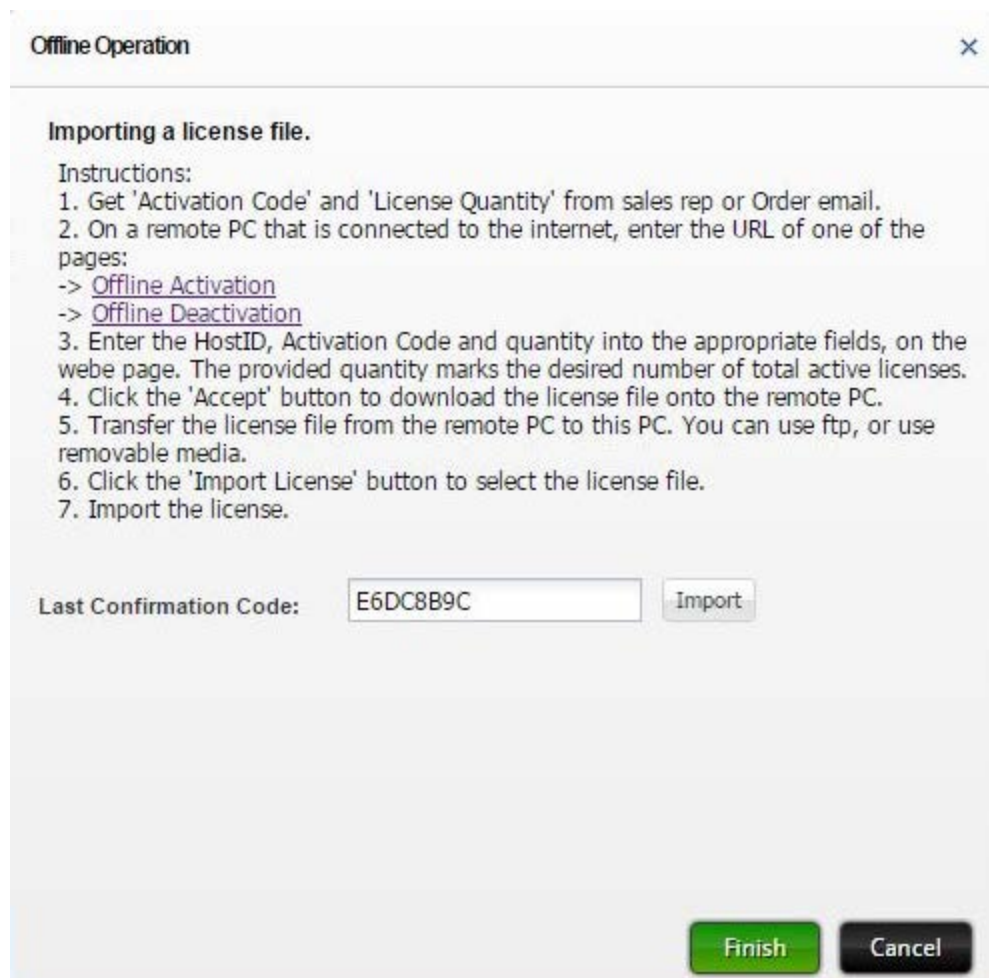 Offline Operation ×
Importing a license file.
Instructions:
1. Get 'Activation Code' and 'License Quantity' from sales rep or Order email.
2. On a remote PC that is connected to the internet, enter the URL of one of the
pages:
-> Offline Activation
-> Offline Deactivation
3. Enter the HostID, Activation Code and quantity into the appropriate fields, on the
webe page. The provided quantity marks the desired number of total active licenses.
4. Click the 'Accept' button to download the license file onto the remote PC.
5. Transfer the license file from the remote PC to this PC. You can use ftp, or use
removable media.
6. Click the 'Import License' button to select the license file.
7. Import the license.
Last Confirmation Code: E6DC8B9C Import
Finish Cancel